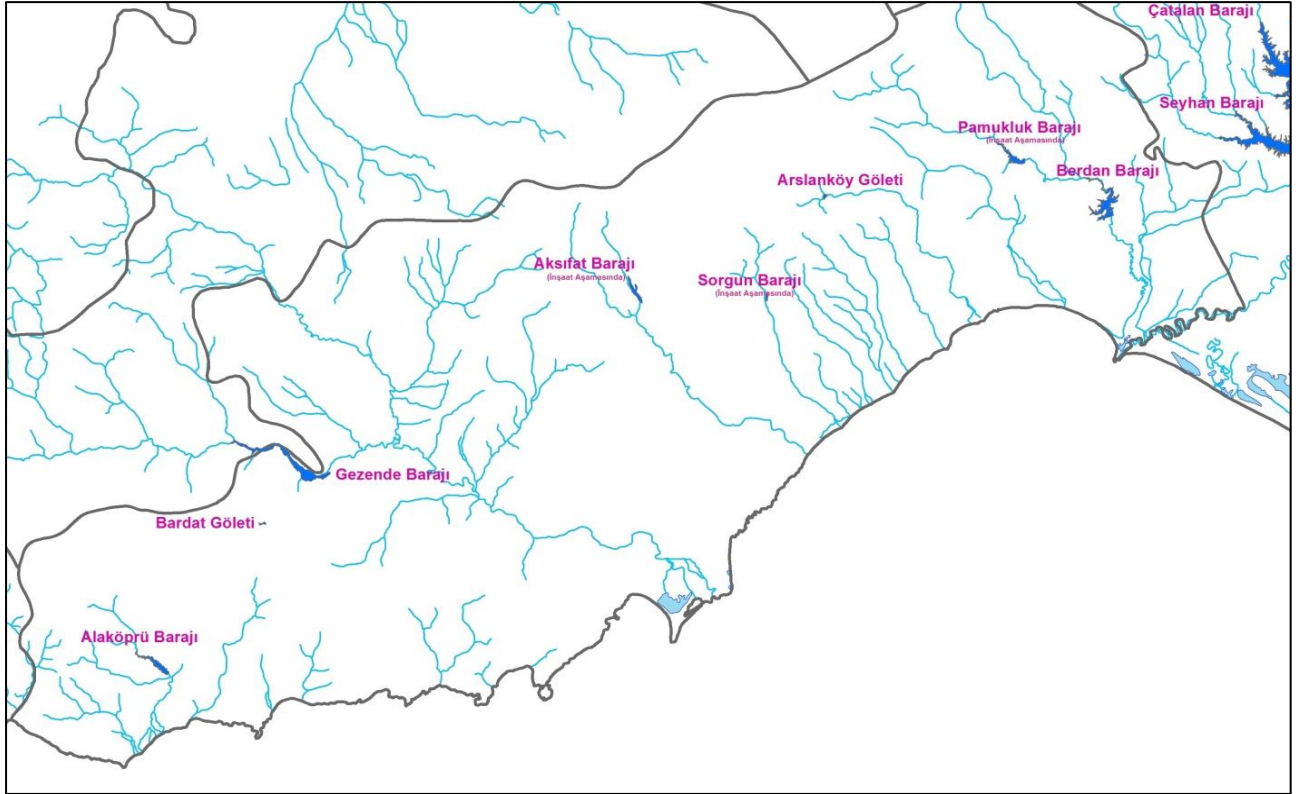 Çatalan Barajı
Seyhan Barajı
Pamukluk Barajı
(İnşaat Aşamasında)
Berdan Barajı
Arslanköy Göleti
Aksıfat Barajı
(İnşaat Aşamasında)
Sorgun Barajı
(İnşaat Aşamasında)
Gezende Barajı
Bardat Göleti
Alaköprü Barajı